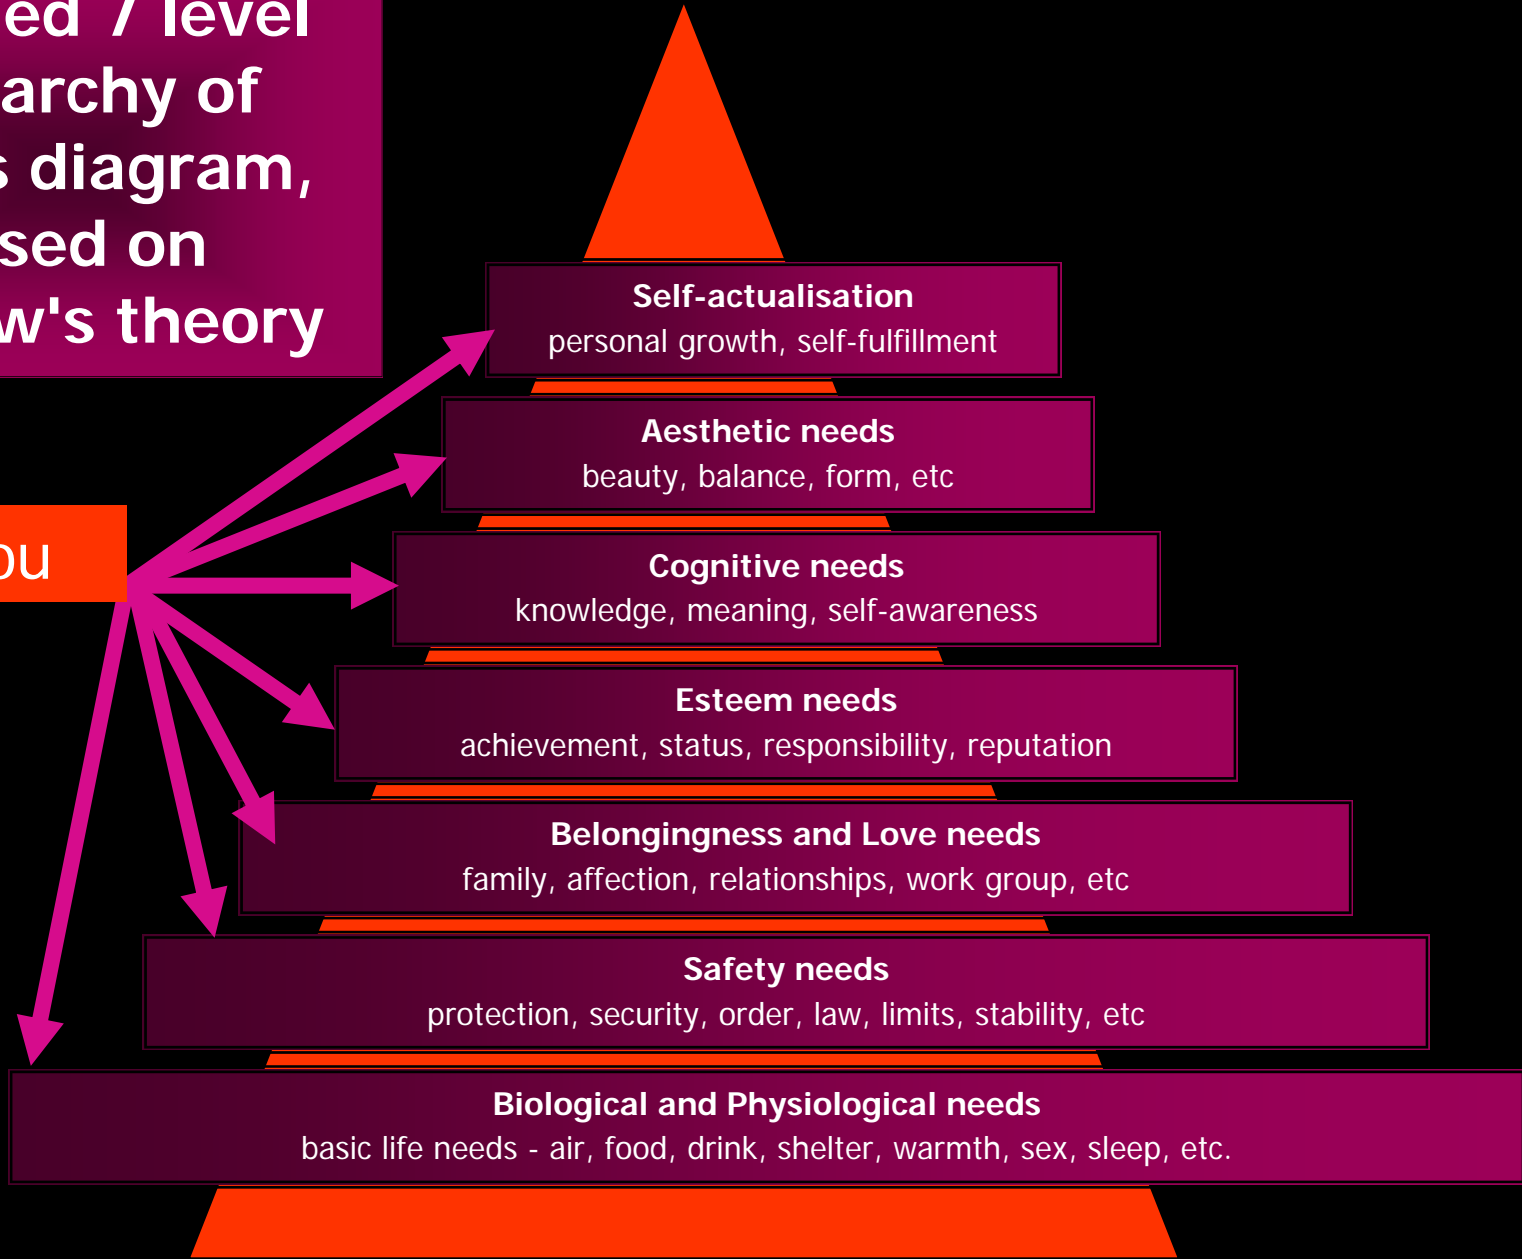 ed 7 level
archy of
s diagram,
sed on
w's theory
Self-actualisation
personal growth, self-fulfillment
Aesthetic needs
beauty, balance, form, etc
ou
Cognitive needs
knowledge, meaning, self-awareness
Esteem needs
achievement, status, responsibility, reputation
Belongingness and Love needs
family, affection, relationships, work group, etc
Safety needs
protection, security, order, law, limits, stability, etc
Biological and Physiological needs
basic life needs - air, food, drink, shelter, warmth, sex, sleep, etc.